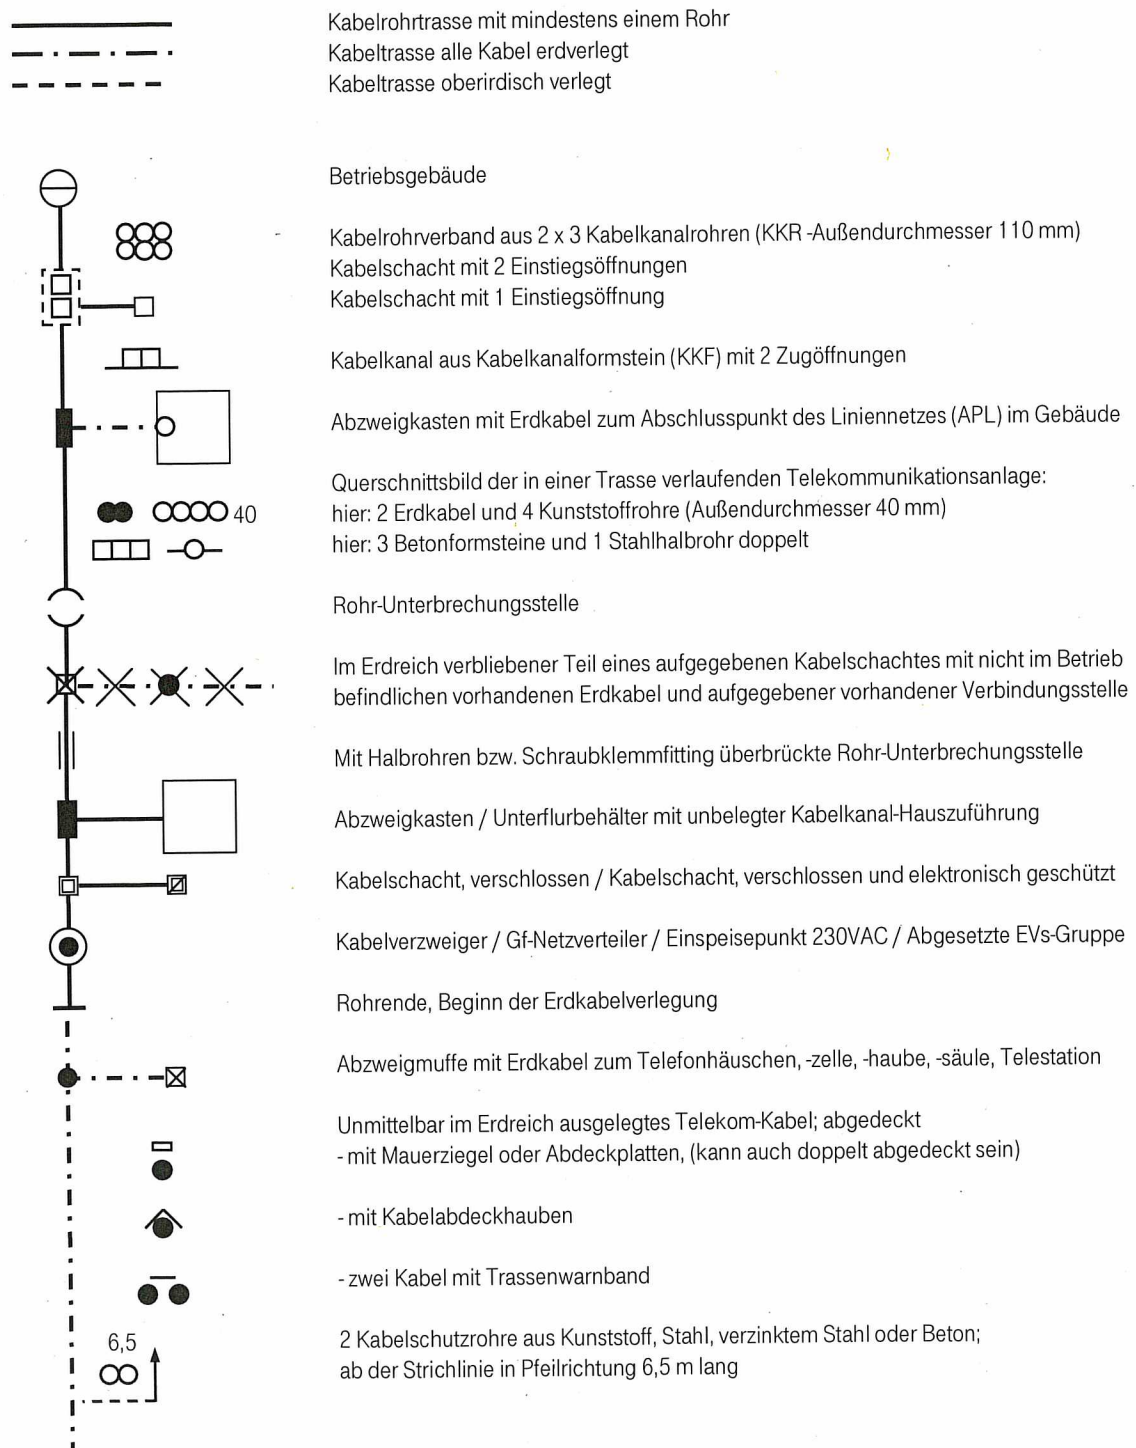 Kabelrohrtrasse mit mindestens einem Rohr
Kabeltrasse alle Kabel erdverlegt
Kabeltrasse oberirdisch verlegt
Betriebsgebäude
Kabelrohrverband aus 2 x 3 Kabelkanalrohren (KKR -Außendurchmesser 110 mm)
Kabelschacht mit 2 Einstiegsöffnungen
Kabelschacht mit 1 Einstiegsöffnung
Kabelkanal aus Kabelkanalformstein (KKF) mit 2 Zugöffnungen
Abzweigkasten mit Erdkabel zum Abschlusspunkt des Liniennetzes (APL) im Gebäude
Querschnittsbild der in einer Trasse verlaufenden Telekommunikationsanlage:
40 hier: 2 Erdkabel und 4 Kunststoffrohre (Außendurchmesser 40 mm)
hier: 3 Betonformsteine und 1 Stahlhalbrohr doppelt
Rohr-Unterbrechungsstelle
Im Erdreich verbliebener Teil eines aufgegebenen Kabelschachtes mit nicht im Betrieb
befindlichen vorhandenen Erdkabel und aufgegebener vorhandener Verbindungsstelle
Mit Halbrohren bzw. Schraubklemmfitting überbrückte Rohr-Unterbrechungsstelle
Abzweigkasten / Unterflurbehälter mit unbelegter Kabelkanal-Hauszuführung
Kabelschacht, verschlossen / Kabelschacht, verschlossen und elektronisch geschützt
Kabelverzweiger / Gf-Netzverteiler / Einspeisepunkt 230VAC / Abgesetzte EVs-Gruppe
Rohrende, Beginn der Erdkabelverlegung
Abzweigmuffe mit Erdkabel zum Telefonhäuschen, -zelle, -haube, -säule, Telestation
Unmittelbar im Erdreich ausgelegtes Telekom-Kabel; abgedeckt
- mit Mauerziegel oder Abdeckplatten, (kann auch doppelt abgedeckt sein)
- mit Kabelabdeckhauben
- zwei Kabel mit Trassenwarnband
6,5 2 Kabelschutzrohre aus Kunststoff, Stahl, verzinktem Stahl oder Beton;
ab der Strichlinie in Pfeilrichtung 6,5 m lang